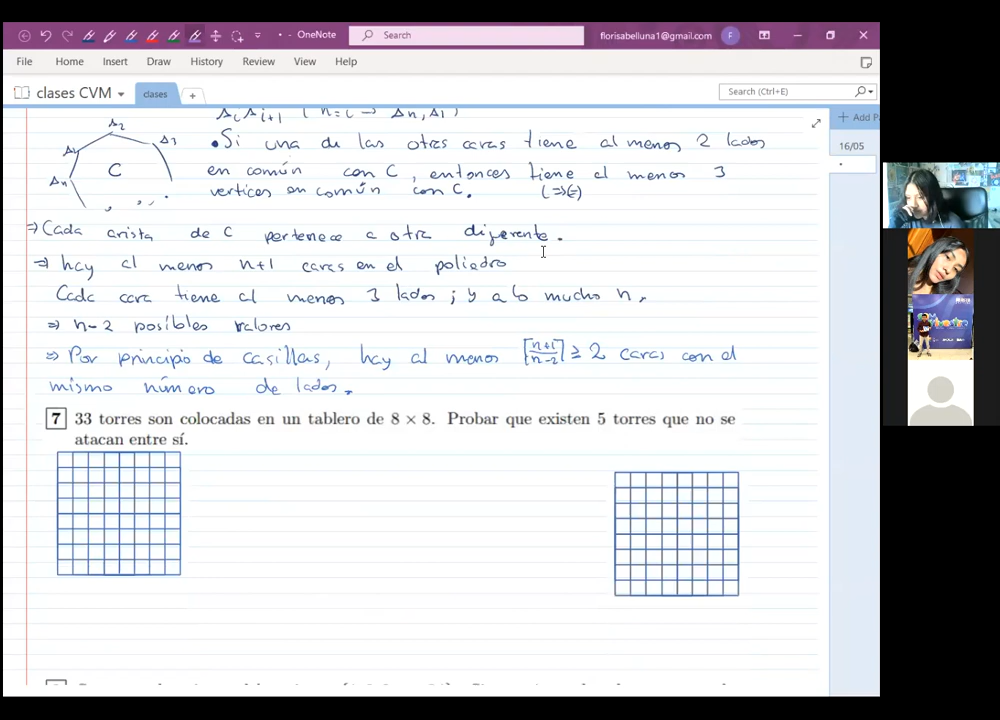 OneNote
Search
florisabelluna1@gmail.com
F
File Home Insert Draw History Review View Help
clases CVM
clases
+
Search (Ctrl+E)
Add Pa
16/05
A2
A1
A3
An
C
• Si una de las otras caras tiene al menos 2 lados
en común con C, entonces tiene al menos 3
vertices en común con C. (⇒⇐)
⇒ Cada arista de C pertenece a otra diferente.
⇒ hay al menos n+1 caras en el poliedro
Cada cara tiene al menos 3 lados; y a lo mucho n.
⇒ n-2 posibles valores
⇒ Por principio de casillas, hay al menos ⌈n+1/n-2⌉ ≥ 2 caras con el
mismo número de lados.
7 33 torres son colocadas en un tablero de 8 × 8. Probar que existen 5 torres que no se
atacan entre sí.